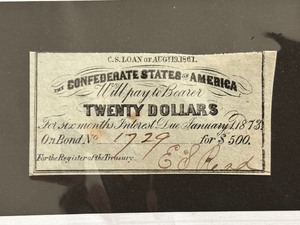 C.S. LOAN OF AUGT. 19. 1861.
THE CONFEDERATE STATES OF AMERICA
Will pay to Bearer
TWENTY DOLLARS
For six months Interest Due January 1, 1873,
On Bond No. 1729 for $500.
For the Register of the Treasury.